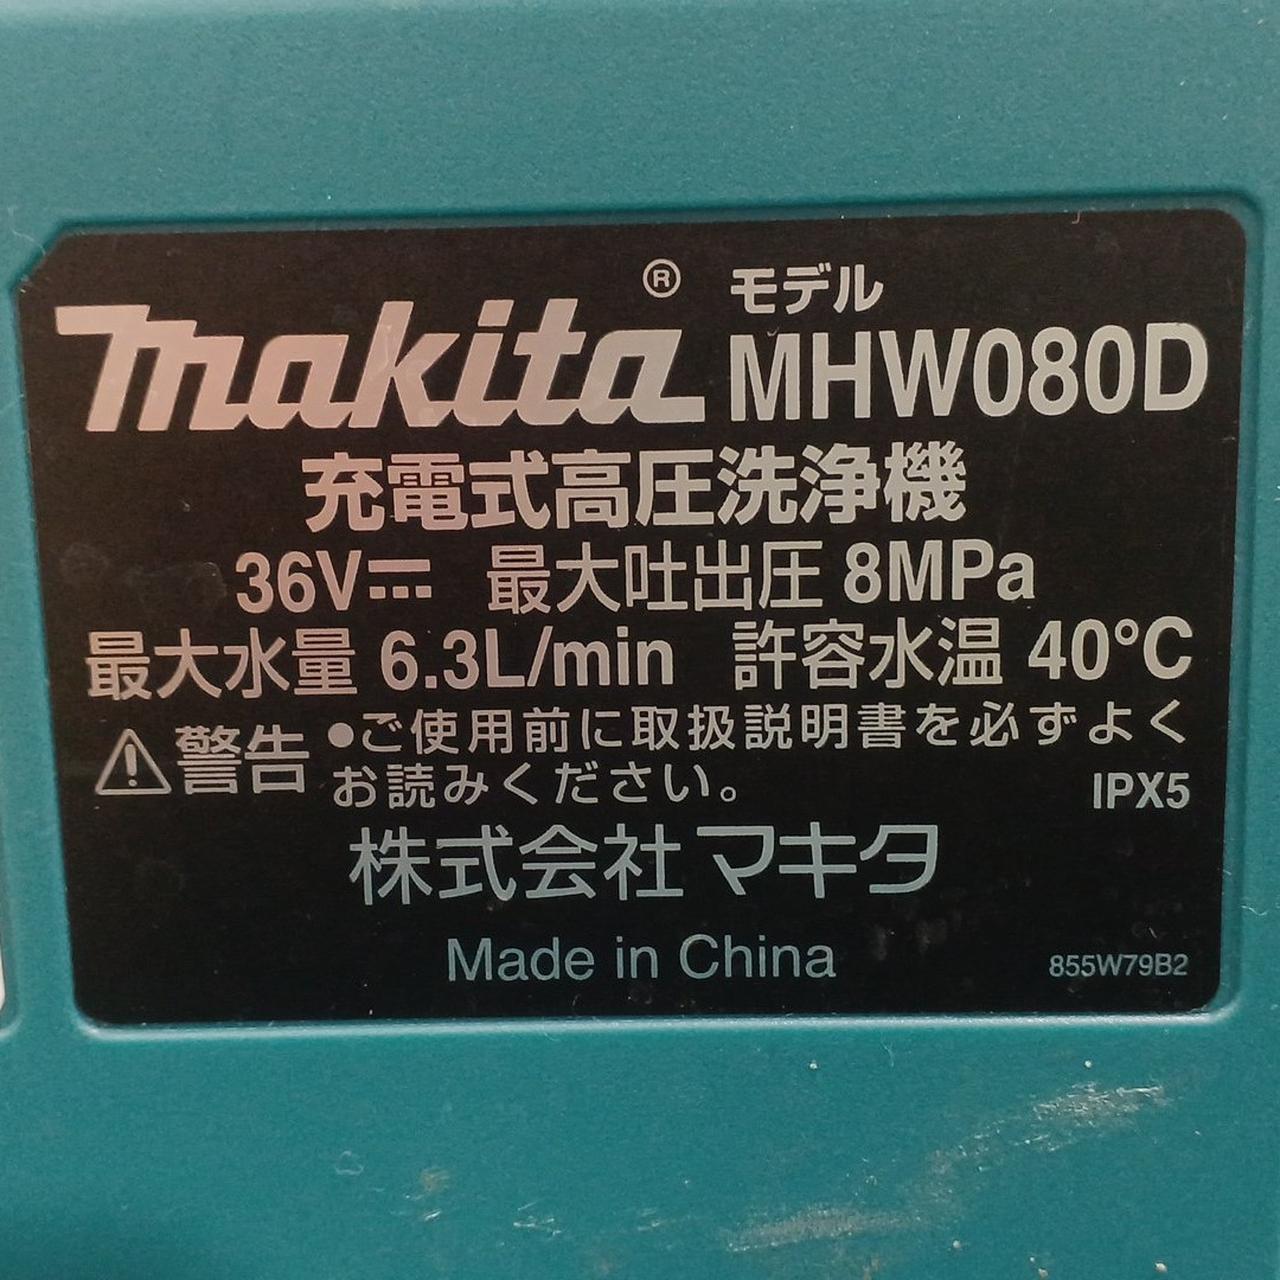 makita® モデル
MHW080D
充電式高圧洗浄機
36V⎓ 最大吐出圧 8MPa
最大水量 6.3L/min 許容水温 40°C
⚠警告 ●ご使用前に取扱説明書を必ずよく
お読みください。 IPX5
株式会社マキタ
Made in China 855W79B2